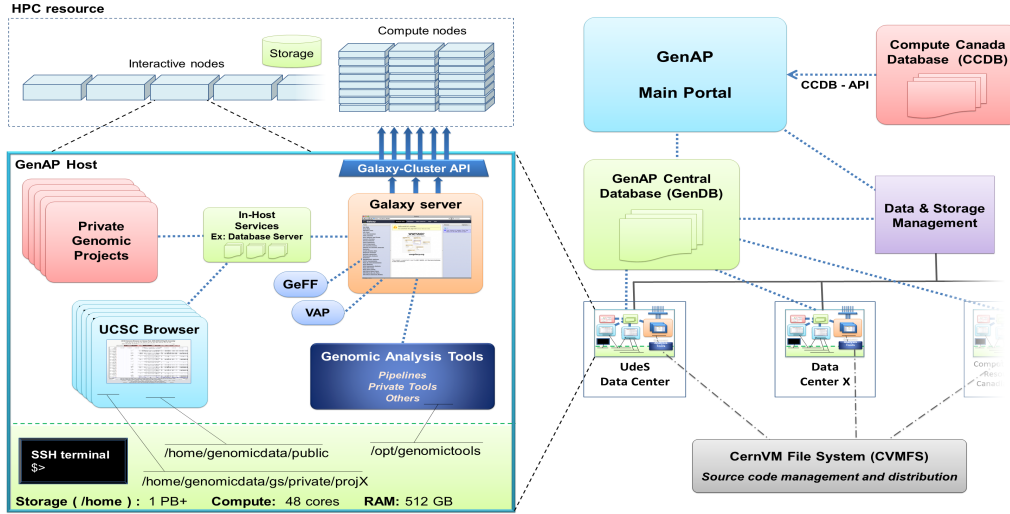 HPC resource
Interactive nodes
Storage
Compute nodes
GenAP Host
Galaxy-Cluster API
Private
Genomic
Projects
In-Host
Services
Ex: Database Server
Galaxy server
GeFF
VAP
UCSC Browser
Genomic Analysis Tools
Pipelines
Private Tools
Others
SSH terminal
$>
/home/genomicdata/public
/opt/genomictools
/home/genomicdata/gs/private/projX
Storage ( /home ) : 1 PB+ Compute: 48 cores RAM: 512 GB
GenAP
Main Portal
CCDB - API
Compute Canada
Database (CCDB)
GenAP Central
Database (GenDB)
Data & Storage
Management
UdeS
Data Center
Data
Center X
CernVM File System (CVMFS)
Source code management and distribution